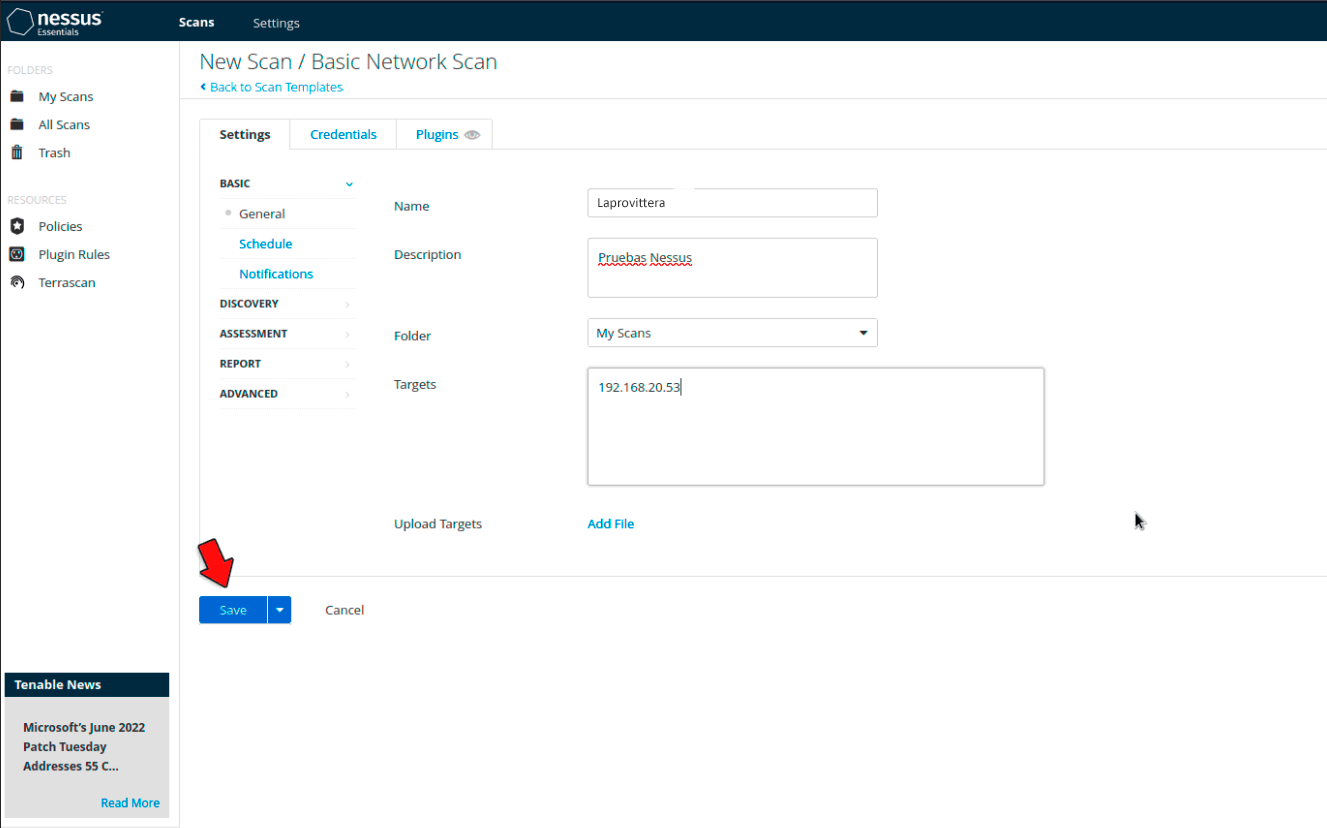 nessus
Essentials
Scans
Settings
FOLDERS
My Scans
All Scans
Trash
RESOURCES
Policies
Plugin Rules
Terrascan
New Scan / Basic Network Scan
Back to Scan Templates
Settings
Credentials
Plugins
BASIC
General
Schedule
Notifications
DISCOVERY
ASSESSMENT
REPORT
ADVANCED
Name
Laprovittera
Description
Pruebas Nessus
Folder
My Scans
Targets
192.168.20.53
Upload Targets
Add File
Save
Cancel
Tenable News
Microsoft's June 2022
Patch Tuesday
Addresses 55 C...
Read More